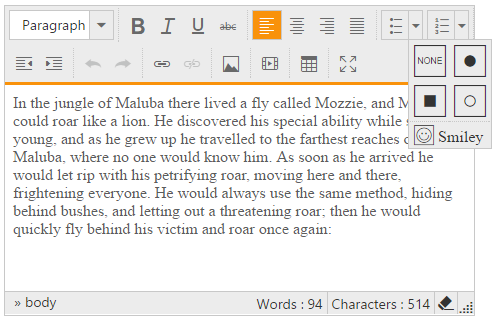 Paragraph B I U abc
NONE
Smiley
In the jungle of Maluba there lived a fly called Mozzie, and M
could roar like a lion. He discovered his special ability while
young, and as he grew up he travelled to the farthest reaches
Maluba, where no one would know him. As soon as he arrived he
would let rip with his petrifying roar, moving here and there,
frightening everyone. He would always use the same method, hiding
behind bushes, and letting out a threatening roar; then he would
quickly fly behind his victim and roar once again:
» body Words : 94 Characters : 514